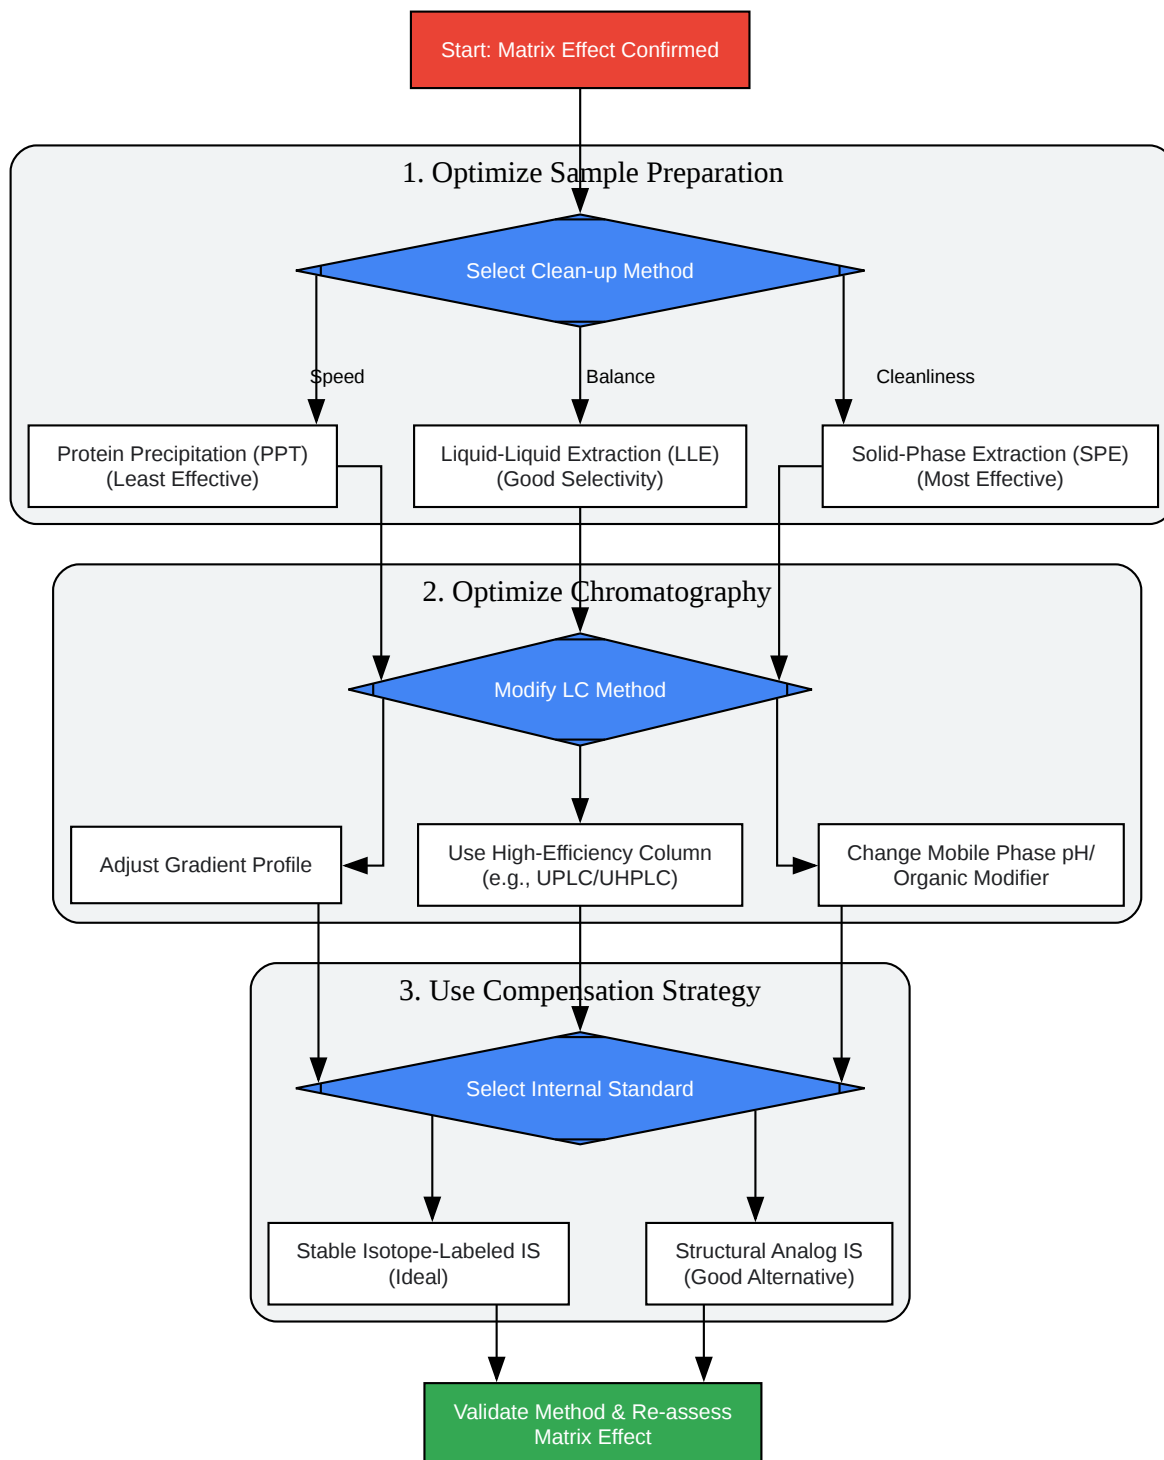 Start: Matrix Effect Confirmed
1. Optimize Sample Preparation
Select Clean-up Method
Speed
Balance
Cleanliness
Protein Precipitation (PPT)
(Least Effective)
Liquid-Liquid Extraction (LLE)
(Good Selectivity)
Solid-Phase Extraction (SPE)
(Most Effective)
2. Optimize Chromatography
Modify LC Method
Adjust Gradient Profile
Use High-Efficiency Column
(e.g., UPLC/UHPLC)
Change Mobile Phase pH/
Organic Modifier
3. Use Compensation Strategy
Select Internal Standard
Stable Isotope-Labeled IS
(Ideal)
Structural Analog IS
(Good Alternative)
Validate Method & Re-assess
Matrix Effect